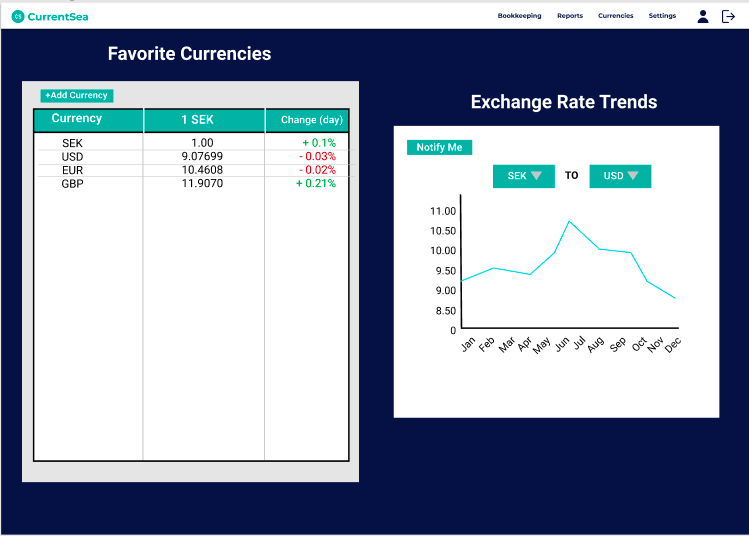 CS CurrentSea
Bookkeeping Reports Currencies Settings
Favorite Currencies
+Add Currency
Currency 1 SEK Change (day)
SEK 1.00 + 0.1%
USD 9.07699 - 0.03%
EUR 10.4608 - 0.02%
GBP 11.9070 + 0.21%
Exchange Rate Trends
Notify Me
SEK TO USD
11.00
10.50
10.00
9.50
9.00
8.50
0
Jan Feb Mar Apr May Jun Jul Aug Sep Oct Nov Dec